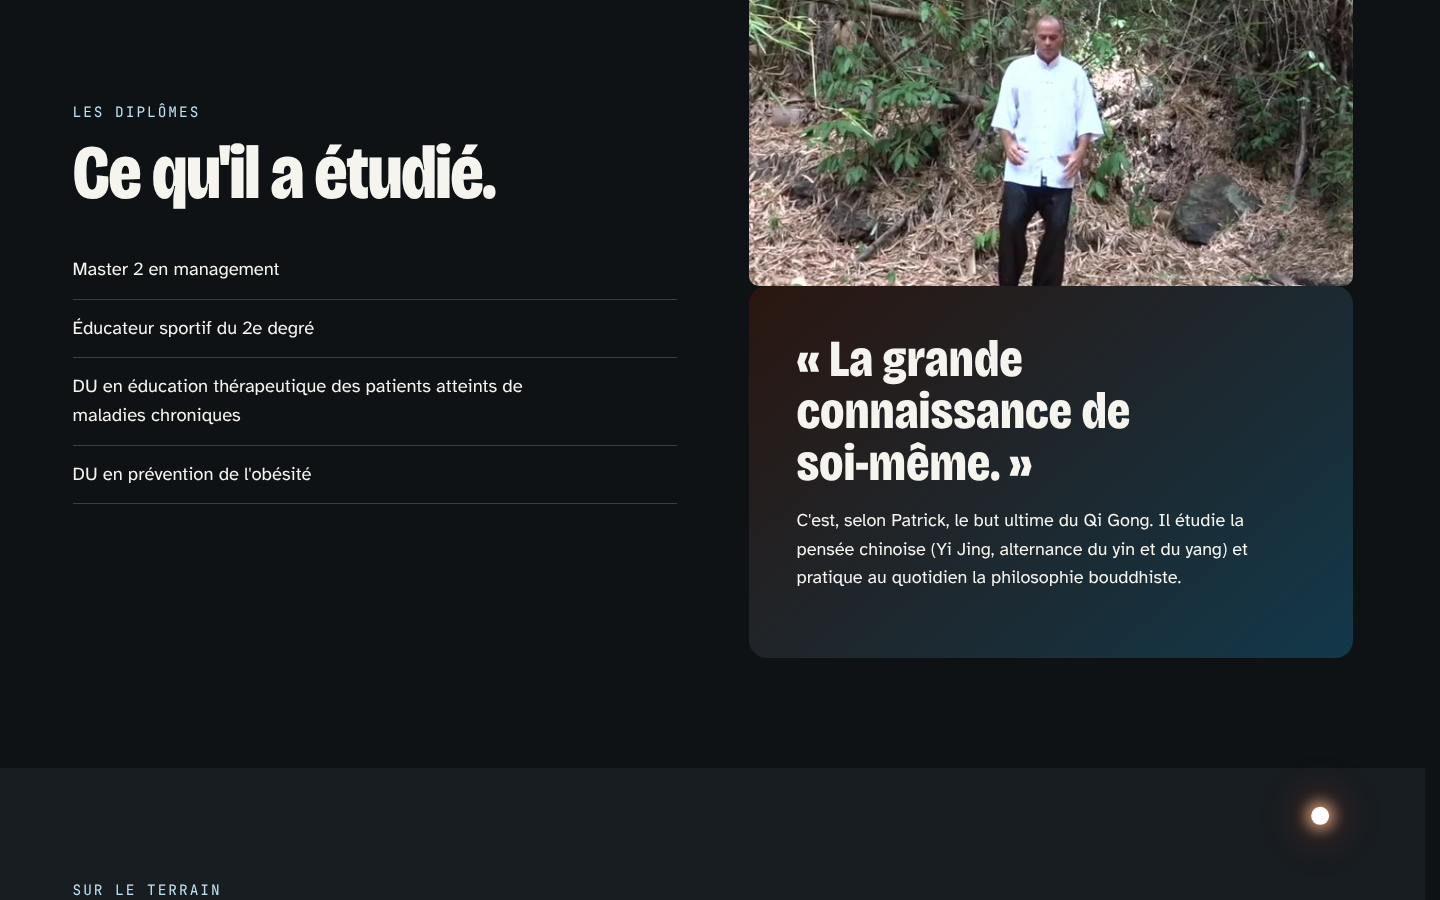 LES DIPLÔMES
Ce qu'il a étudié.
Master 2 en management
Éducateur sportif du 2e degré
DU en éducation thérapeutique des patients atteints de
maladies chroniques
DU en prévention de l'obésité
« La grande
connaissance de
soi-même. »
C'est, selon Patrick, le but ultime du Qi Gong. Il étudie la
pensée chinoise (Yi Jing, alternance du yin et du yang) et
pratique au quotidien la philosophie bouddhiste.
SUR LE TERRAIN